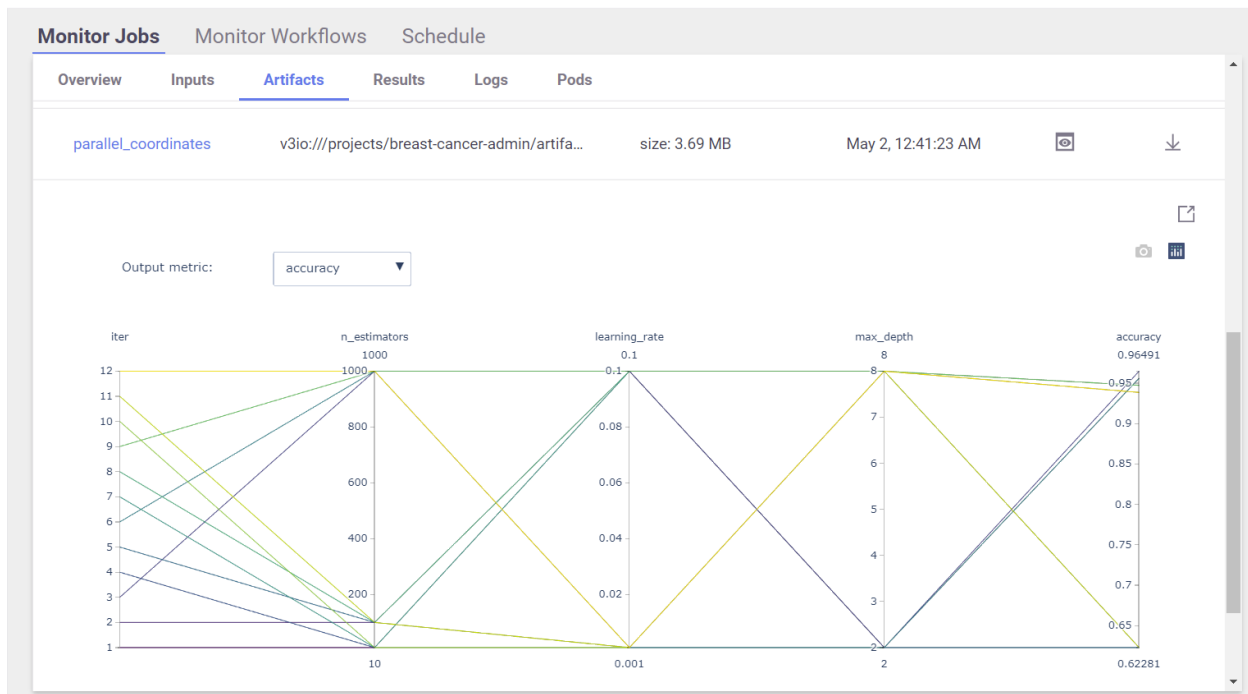 Monitor Jobs Monitor Workflows Schedule
Overview Inputs Artifacts Results Logs Pods
parallel_coordinates v3io:///projects/breast-cancer-admin/artifa... size: 3.69 MB May 2, 12:41:23 AM
Output metric: accuracy
iter n_estimators learning_rate max_depth accuracy
1000 0.1 8 0.96491
12 1000 0.1 8
0.95
11
7
10 800 0.08 0.9
9
6 0.85
8 600 0.06
7 5 0.8
6
400 0.04 0.75
5 4
4 0.7
3 200 0.02 3
2 0.65
1 2
10 0.001 2 0.62281